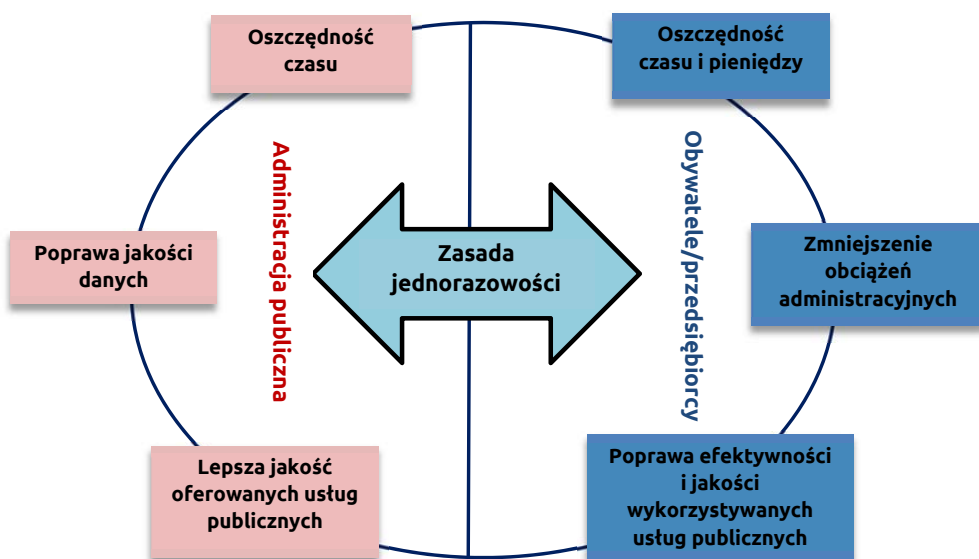 Oszczędność
czasu
Oszczędność
czasu i pieniędzy
Administracja publiczna
Obywatele/przedsiębiorcy
Poprawa jakości
danych
Zasada
jednorazowości
Zmniejszenie
obciążeń
administracyjnych
Lepsza jakość
oferowanych usług
publicznych
Poprawa efektywności
i jakości
wykorzystywanych
usług publicznych